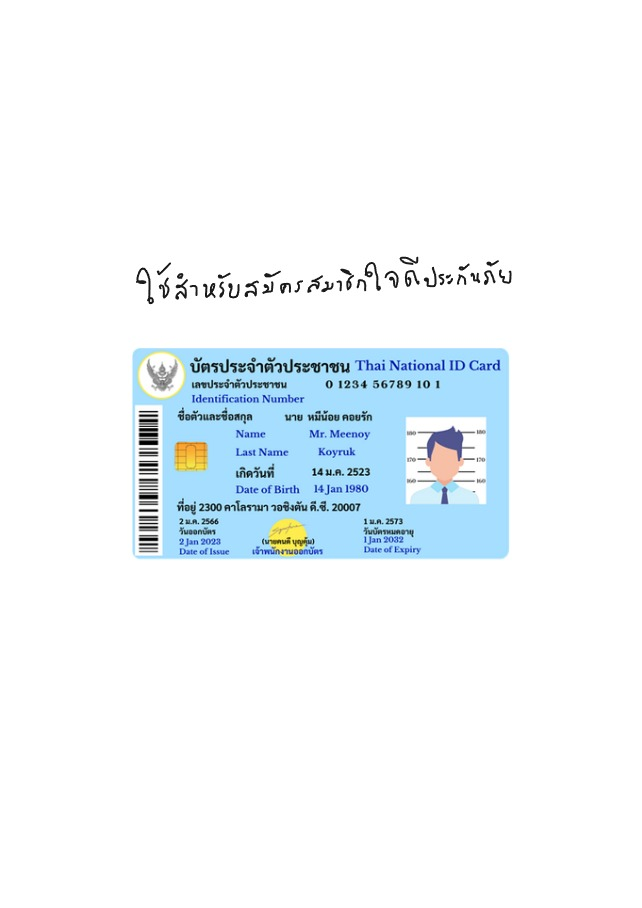 ใช้สำหรับสมัครสมาชิกใจดีประกันภัย
บัตรประจำตัวประชาชน Thai National ID Card
เลขประจำตัวประชาชน 0 1234 56789 10 1
Identification Number
ชื่อตัวและชื่อสกุล นาย หมีน้อย คอยรัก
Name Mr. Meenoy
Last Name Koyruk
เกิดวันที่ 14 ม.ค. 2523
Date of Birth 14 Jan 1980
ที่อยู่ 2300 คาโลรามา วอชิงตัน ดี.ซี. 20007
2 ม.ค. 2566
วันออกบัตร
2 Jan 2023
Date of Issue
(นายคนดี บุญคุ้ม)
เจ้าพนักงานออกบัตร
1 ม.ค. 2573
วันบัตรหมดอายุ
1 Jan 2032
Date of Expiry
180 180
170 170
160 160